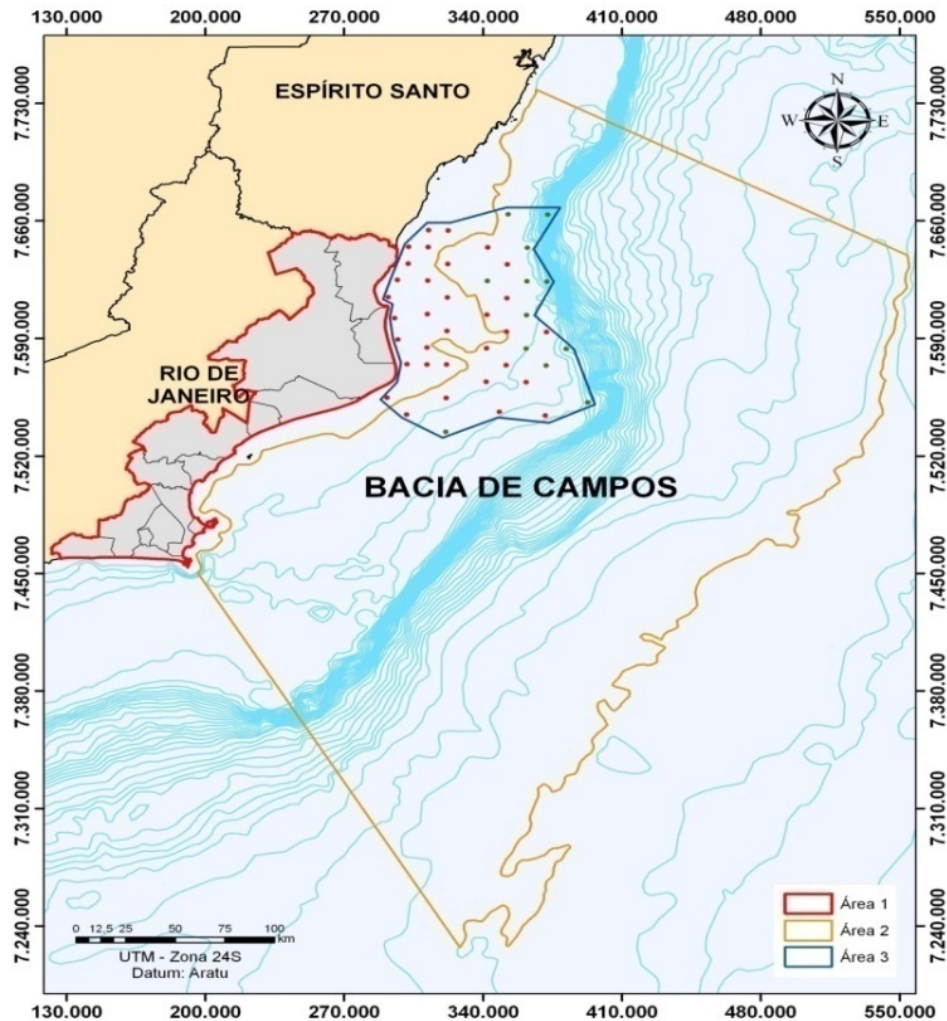 130.000 200.000 270.000 340.000 410.000 480.000 550.000
7.730.000 7.730.000
ESPÍRITO SANTO
N
W E
S
7.660.000 7.660.000
7.590.000 7.590.000
RIO DE
JANEIRO
7.520.000 7.520.000
BACIA DE CAMPOS
7.450.000 7.450.000
7.380.000 7.380.000
7.310.000 7.310.000
7.240.000 7.240.000
Área 1
Área 2
Área 3
0 12,5 25 50 75 100
km
UTM - Zona 24S
Datum: Aratu
130.000 200.000 270.000 340.000 410.000 480.000 550.000